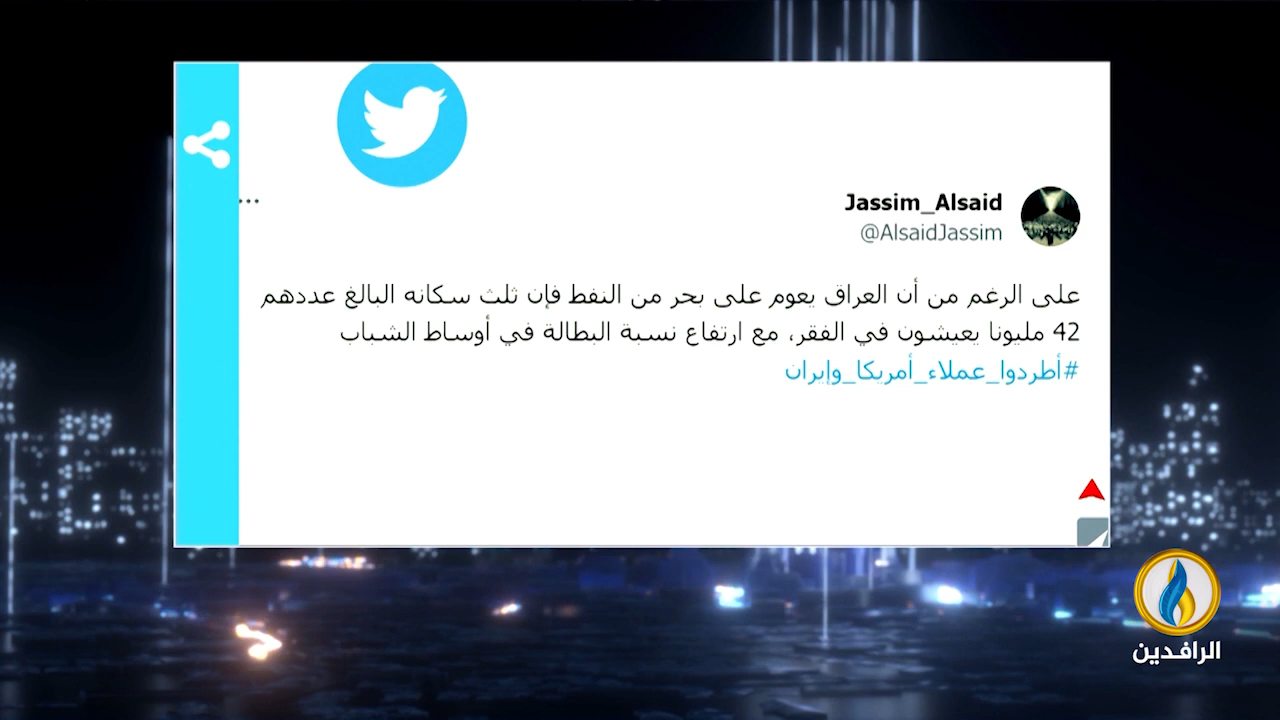 ...
Jassim_Alsaid
@AlsaidJassim
على الرغم من أن العراق يعوم على بحر من النفط فإن ثلث سكانه البالغ عددهم
42 مليونا يعيشون في الفقر، مع ارتفاع نسبة البطالة في أوساط الشباب
#أطردوا_عملاء_أمريكا_وإيران
الرافدين